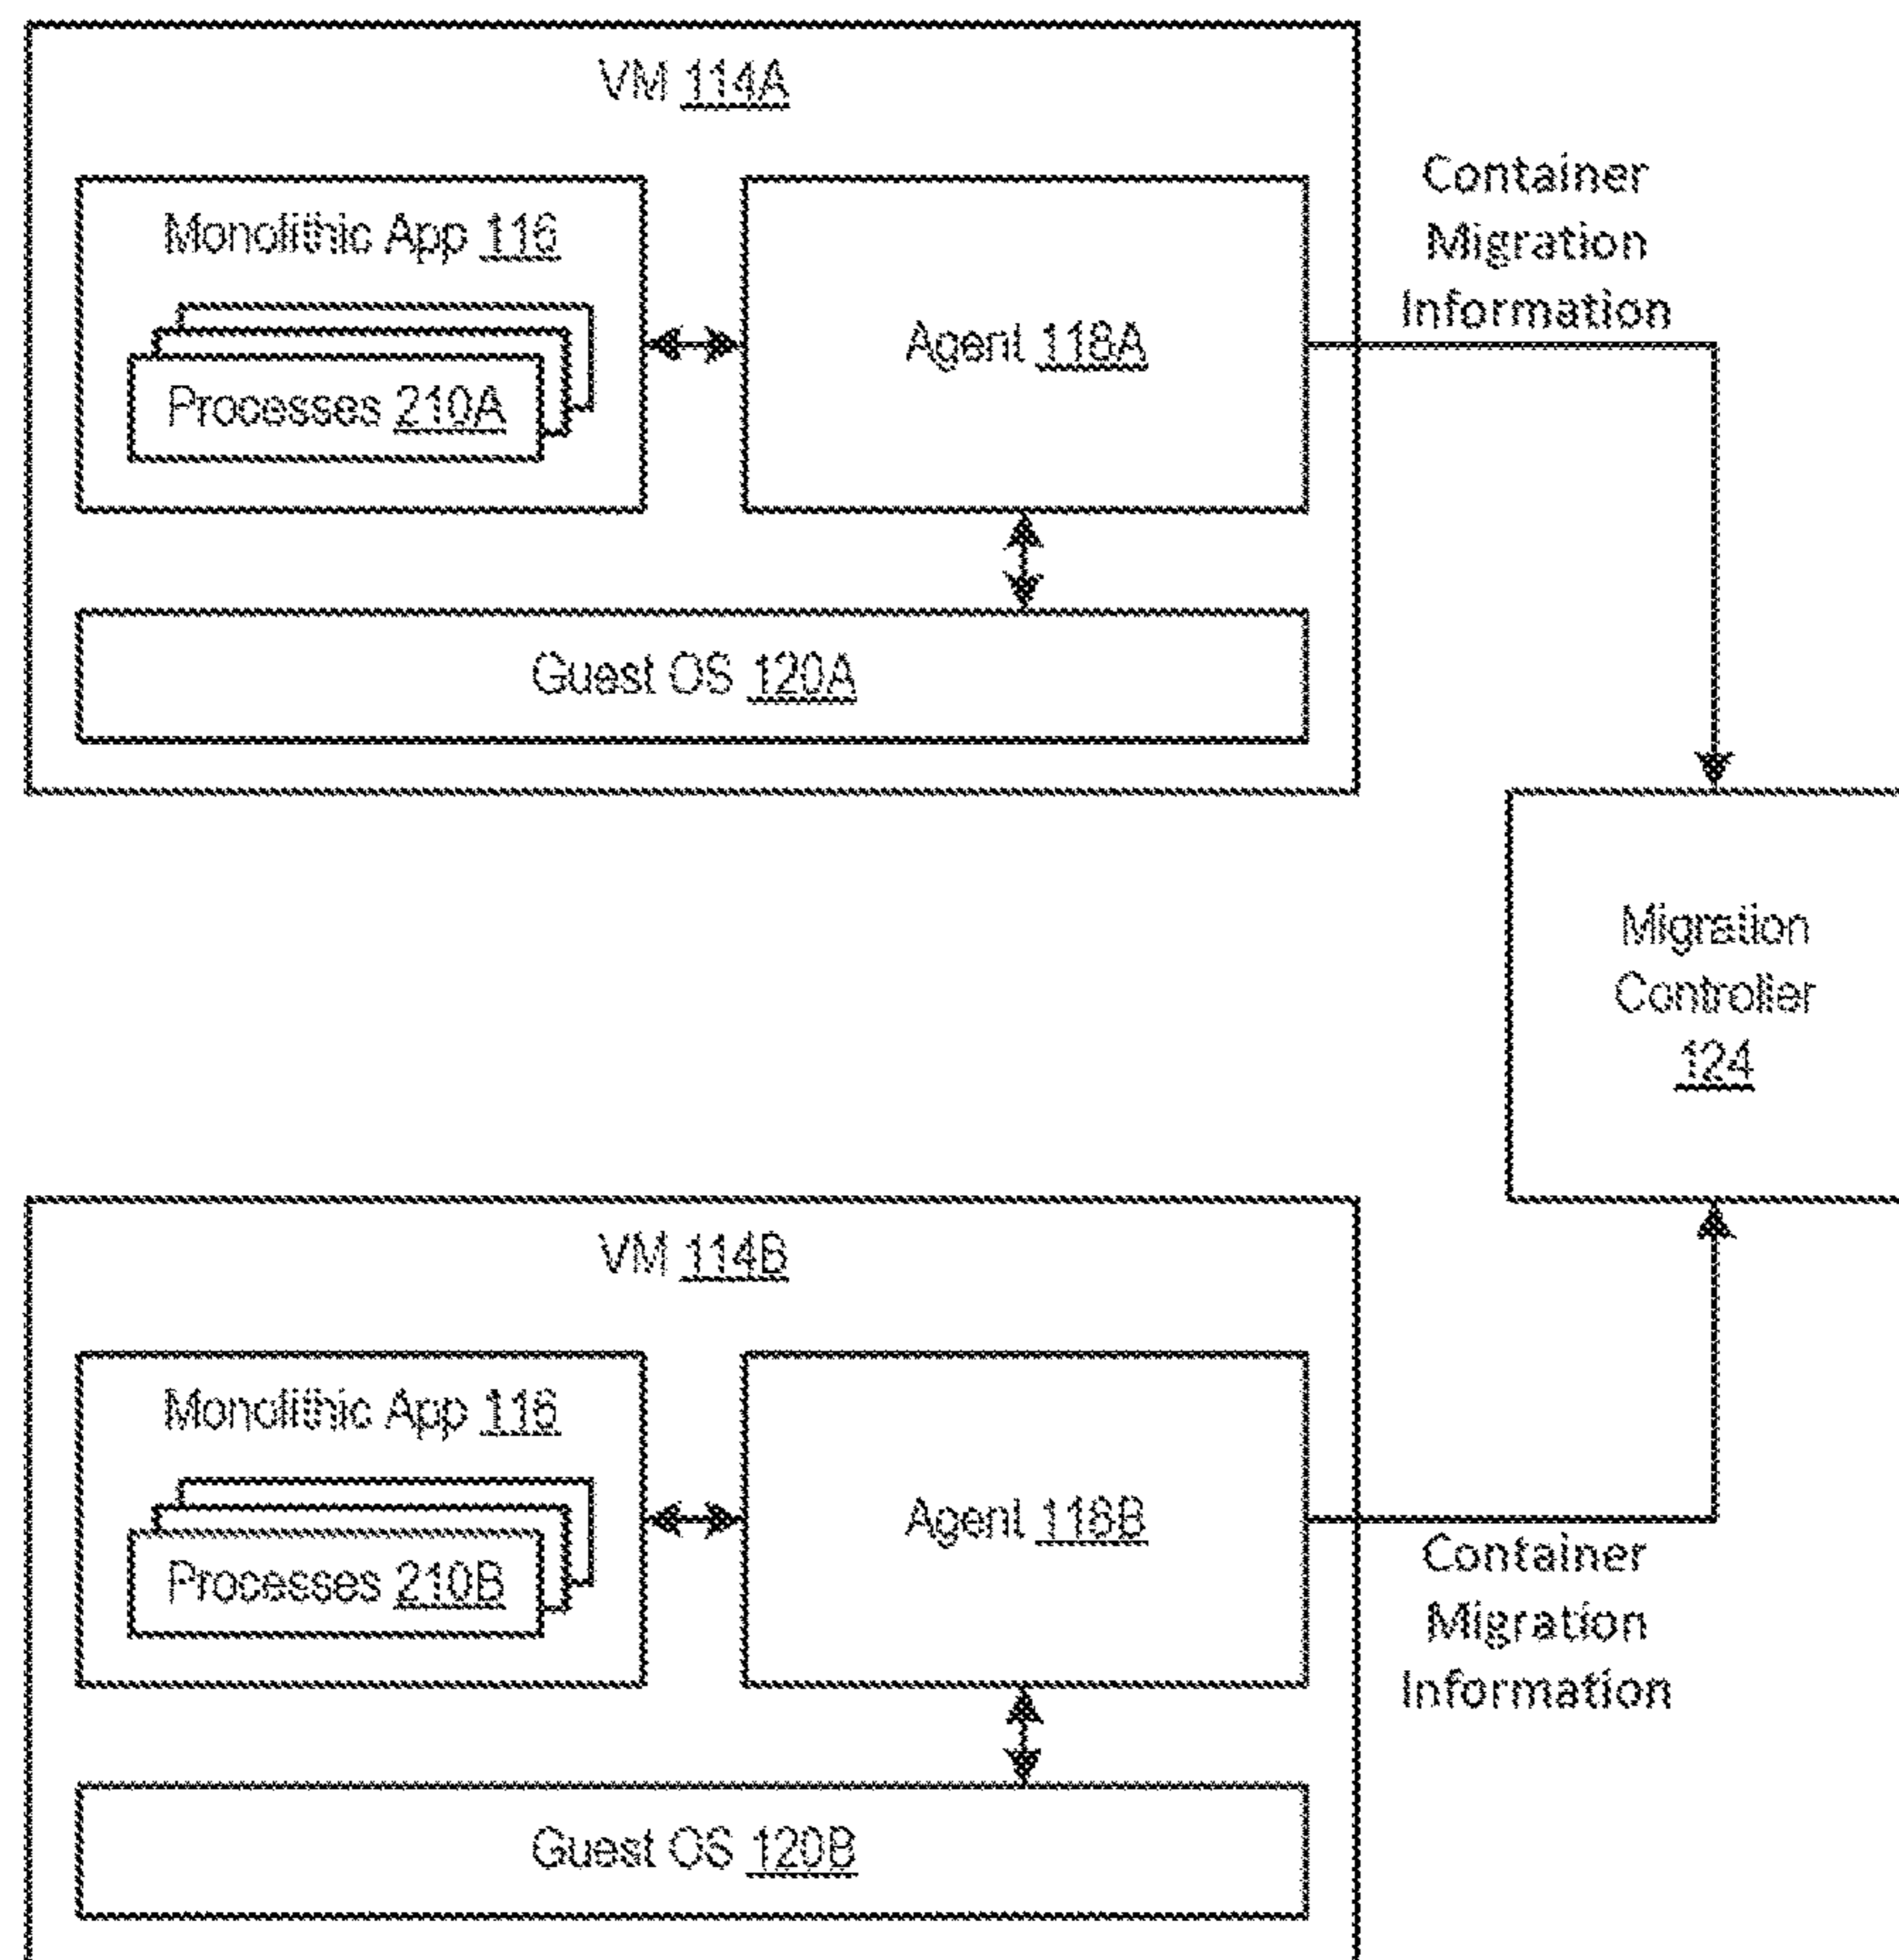 VM 114A
Container
Migration
Information
Monolithic App 116
Agent 118A
Processes 210A
Guest OS 120A
Migration
Controller
124
VM 114B
Monolithic App 116
Agent 118B
Processes 210B
Container
Migration
Information
Guest OS 120B